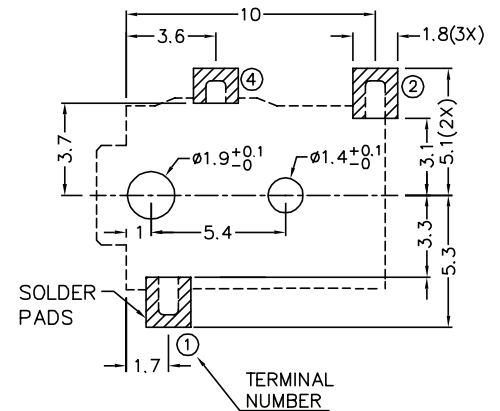 10
3.6
1.8(3X)
4
2
3.7
ø1.9 +0.1 -0
ø1.4 +0.1 -0
3.1
5.1(2X)
1
5.4
3.3
5.3
SOLDER
PADS
1
1.7
TERMINAL
NUMBER